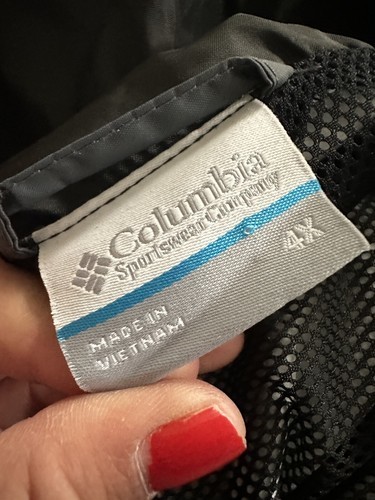 Columbia
Sportswear Company
4X
MADE IN
VIETNAM